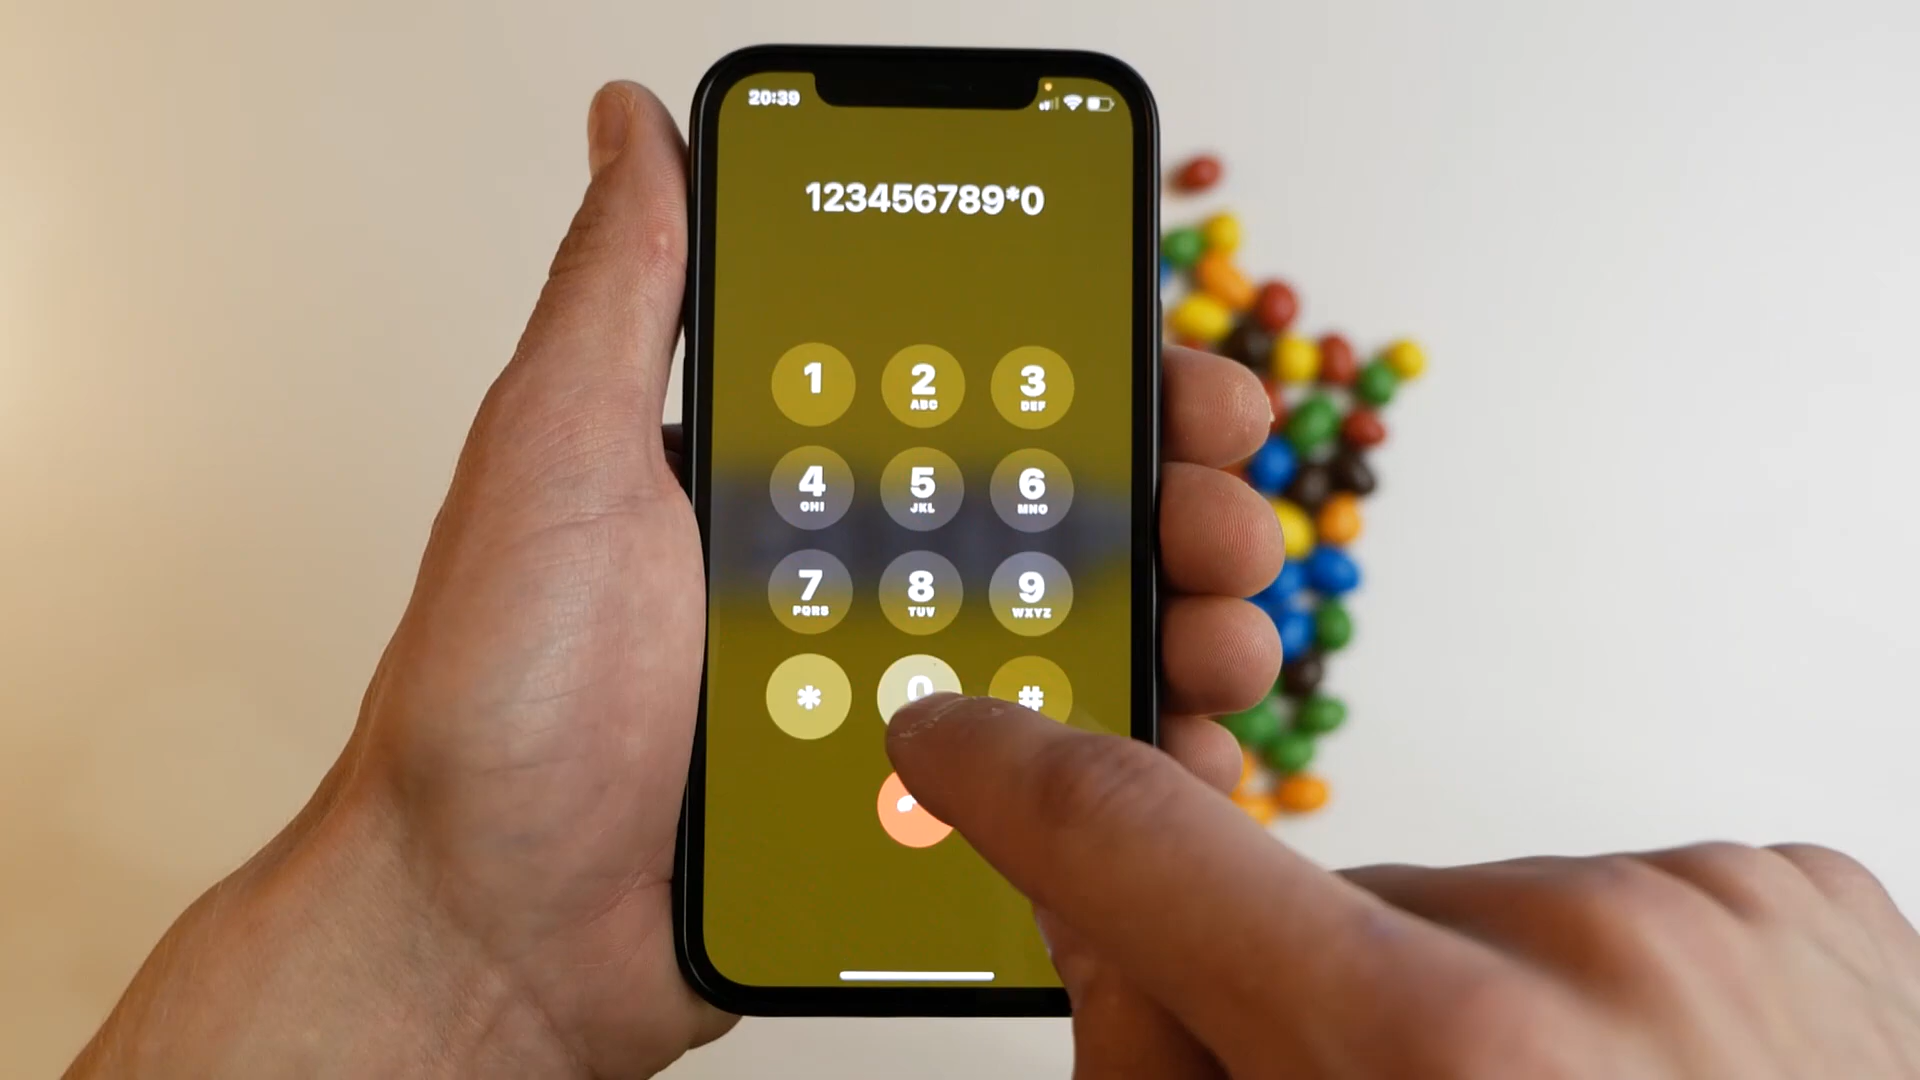 20:39
123456789*0
1 2 3
ABC DEF
4 5 6
GHI JKL MNO
7 8 9
PQRS TUV WXYZ
* 0 #